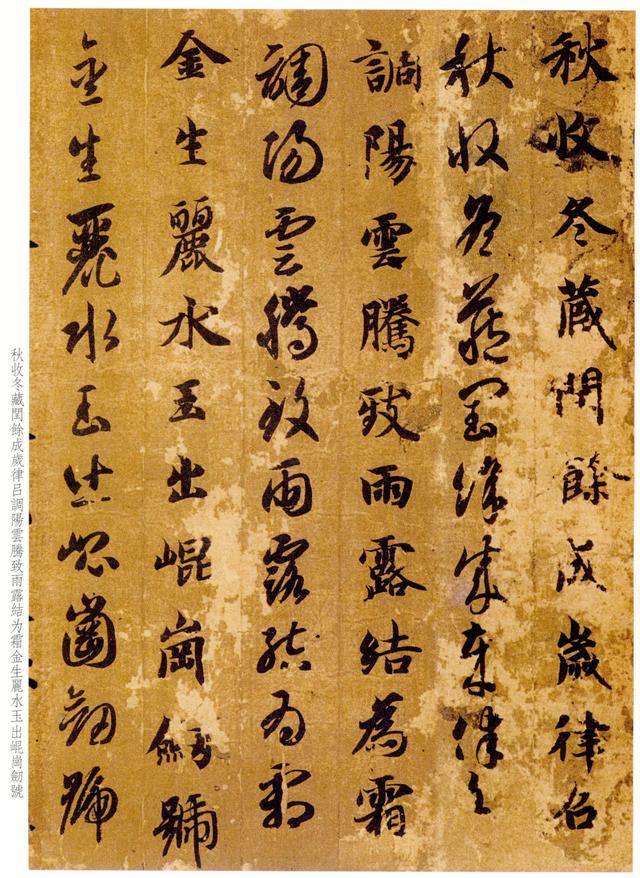 秋收冬藏閏餘成歲律召
秋收冬藏閏餘成歲律召
調陽雲騰致雨露結為霜
調陽雲騰致雨露結為霜
金生麗水玉出崐崗劒號
金生麗水玉出崐崗劒號
秋收冬藏閏餘成歲律吕調陽雲騰致雨露結为霜金生麗水玉出崐崗劒號